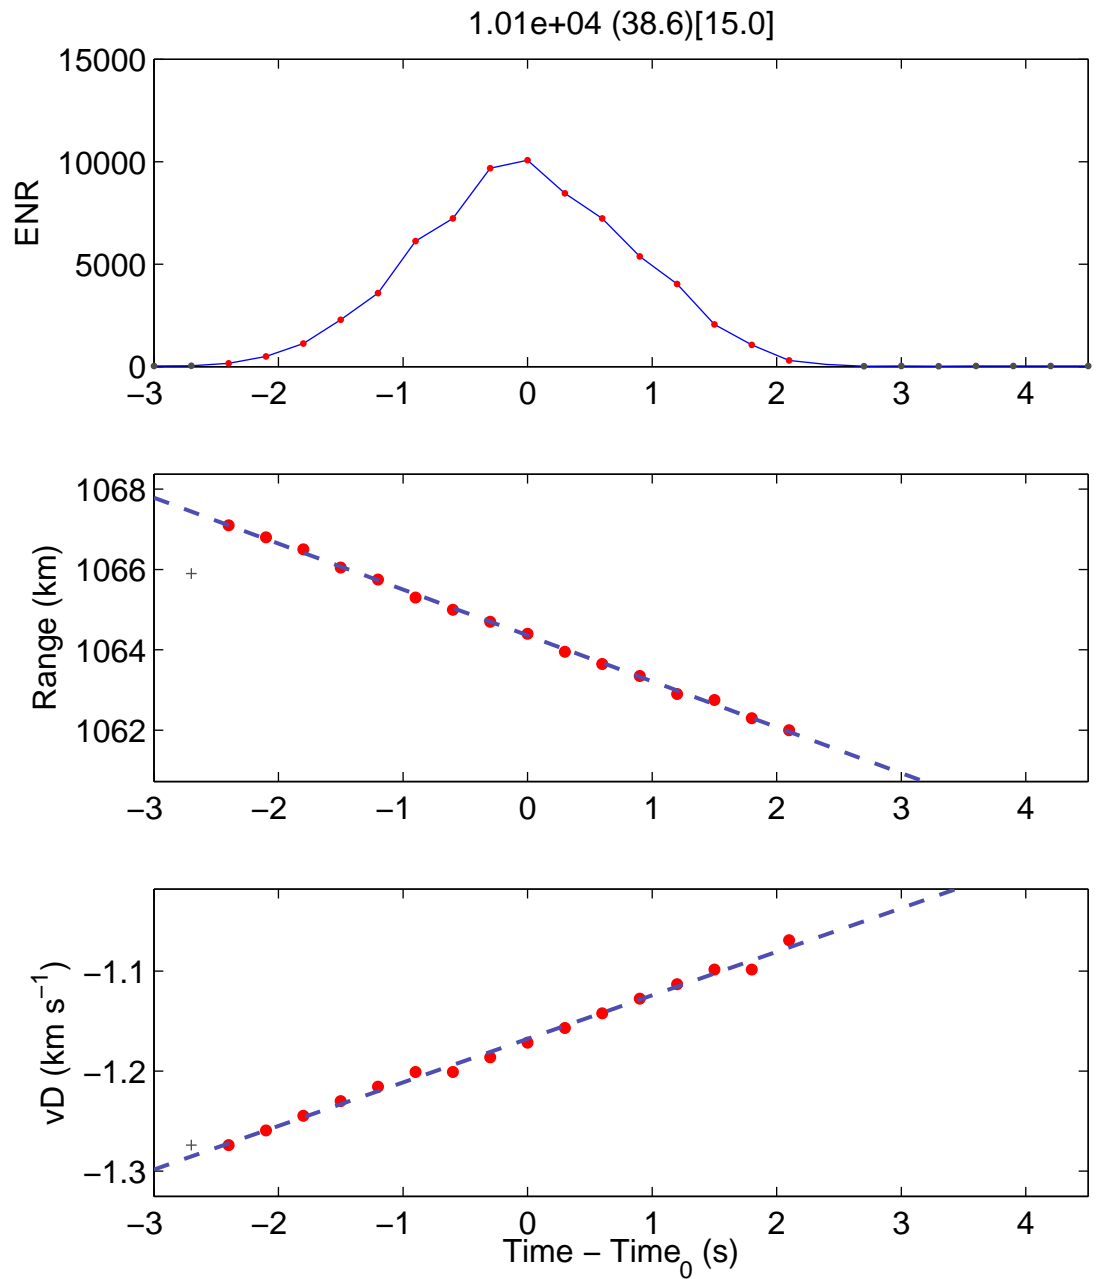 1.01e+04 (38.6)[15.0]
15000
10000
5000
0
ENR
−3 −2 −1 0 1 2 3 4
1068
1066
1064
1062
Range (km)
−3 −2 −1 0 1 2 3 4
−1.1
−1.2
−1.3
vD (km s−1)
−3 −2 −1 0 1 2 3 4
Time − Time0 (s)